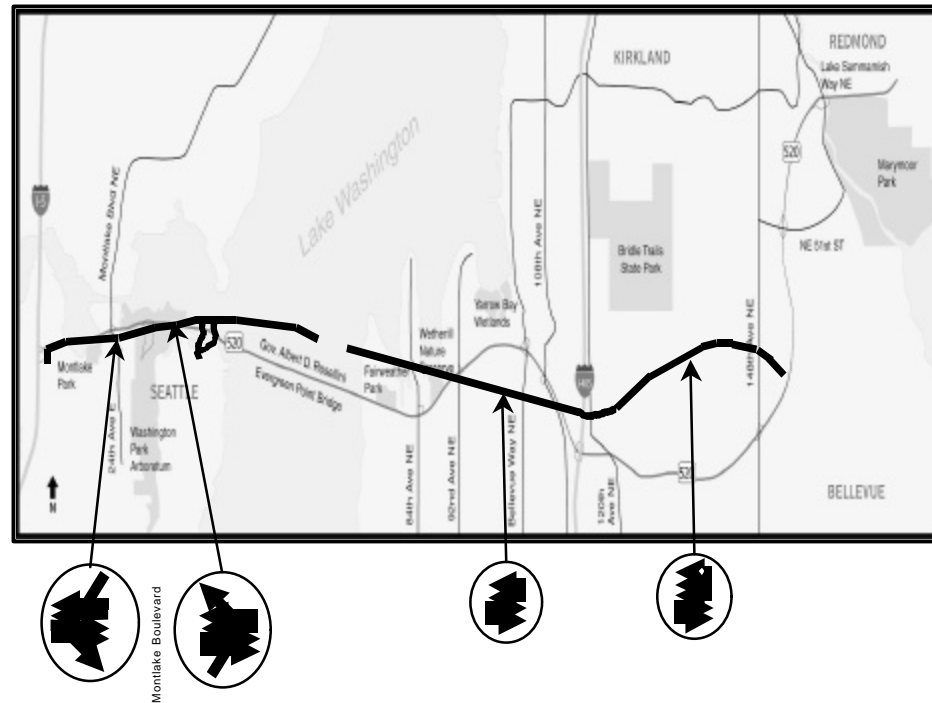 REDMOND
KIRKLAND
Lake Sammamish
Way NE
520
Marymoor
Park
NE 51st ST
Lake Washington
Montlake Blvd NE
I-5
108th Ave NE
Bridle Trails
State Park
148th Ave NE
Yarrow Bay
Wetlands
Wetherill
Nature
Montlake
Park
520
Gov. Albert D. Rosellini
Evergreen Point Bridge
Fairweather
Park
SEATTLE
24th Ave E
Washington
Park
Arboretum
N
84th Ave NE
92nd Ave NE
Bellevue Way NE
I-405
120th
Ave NE
520
BELLEVUE
Montlake Boulevard